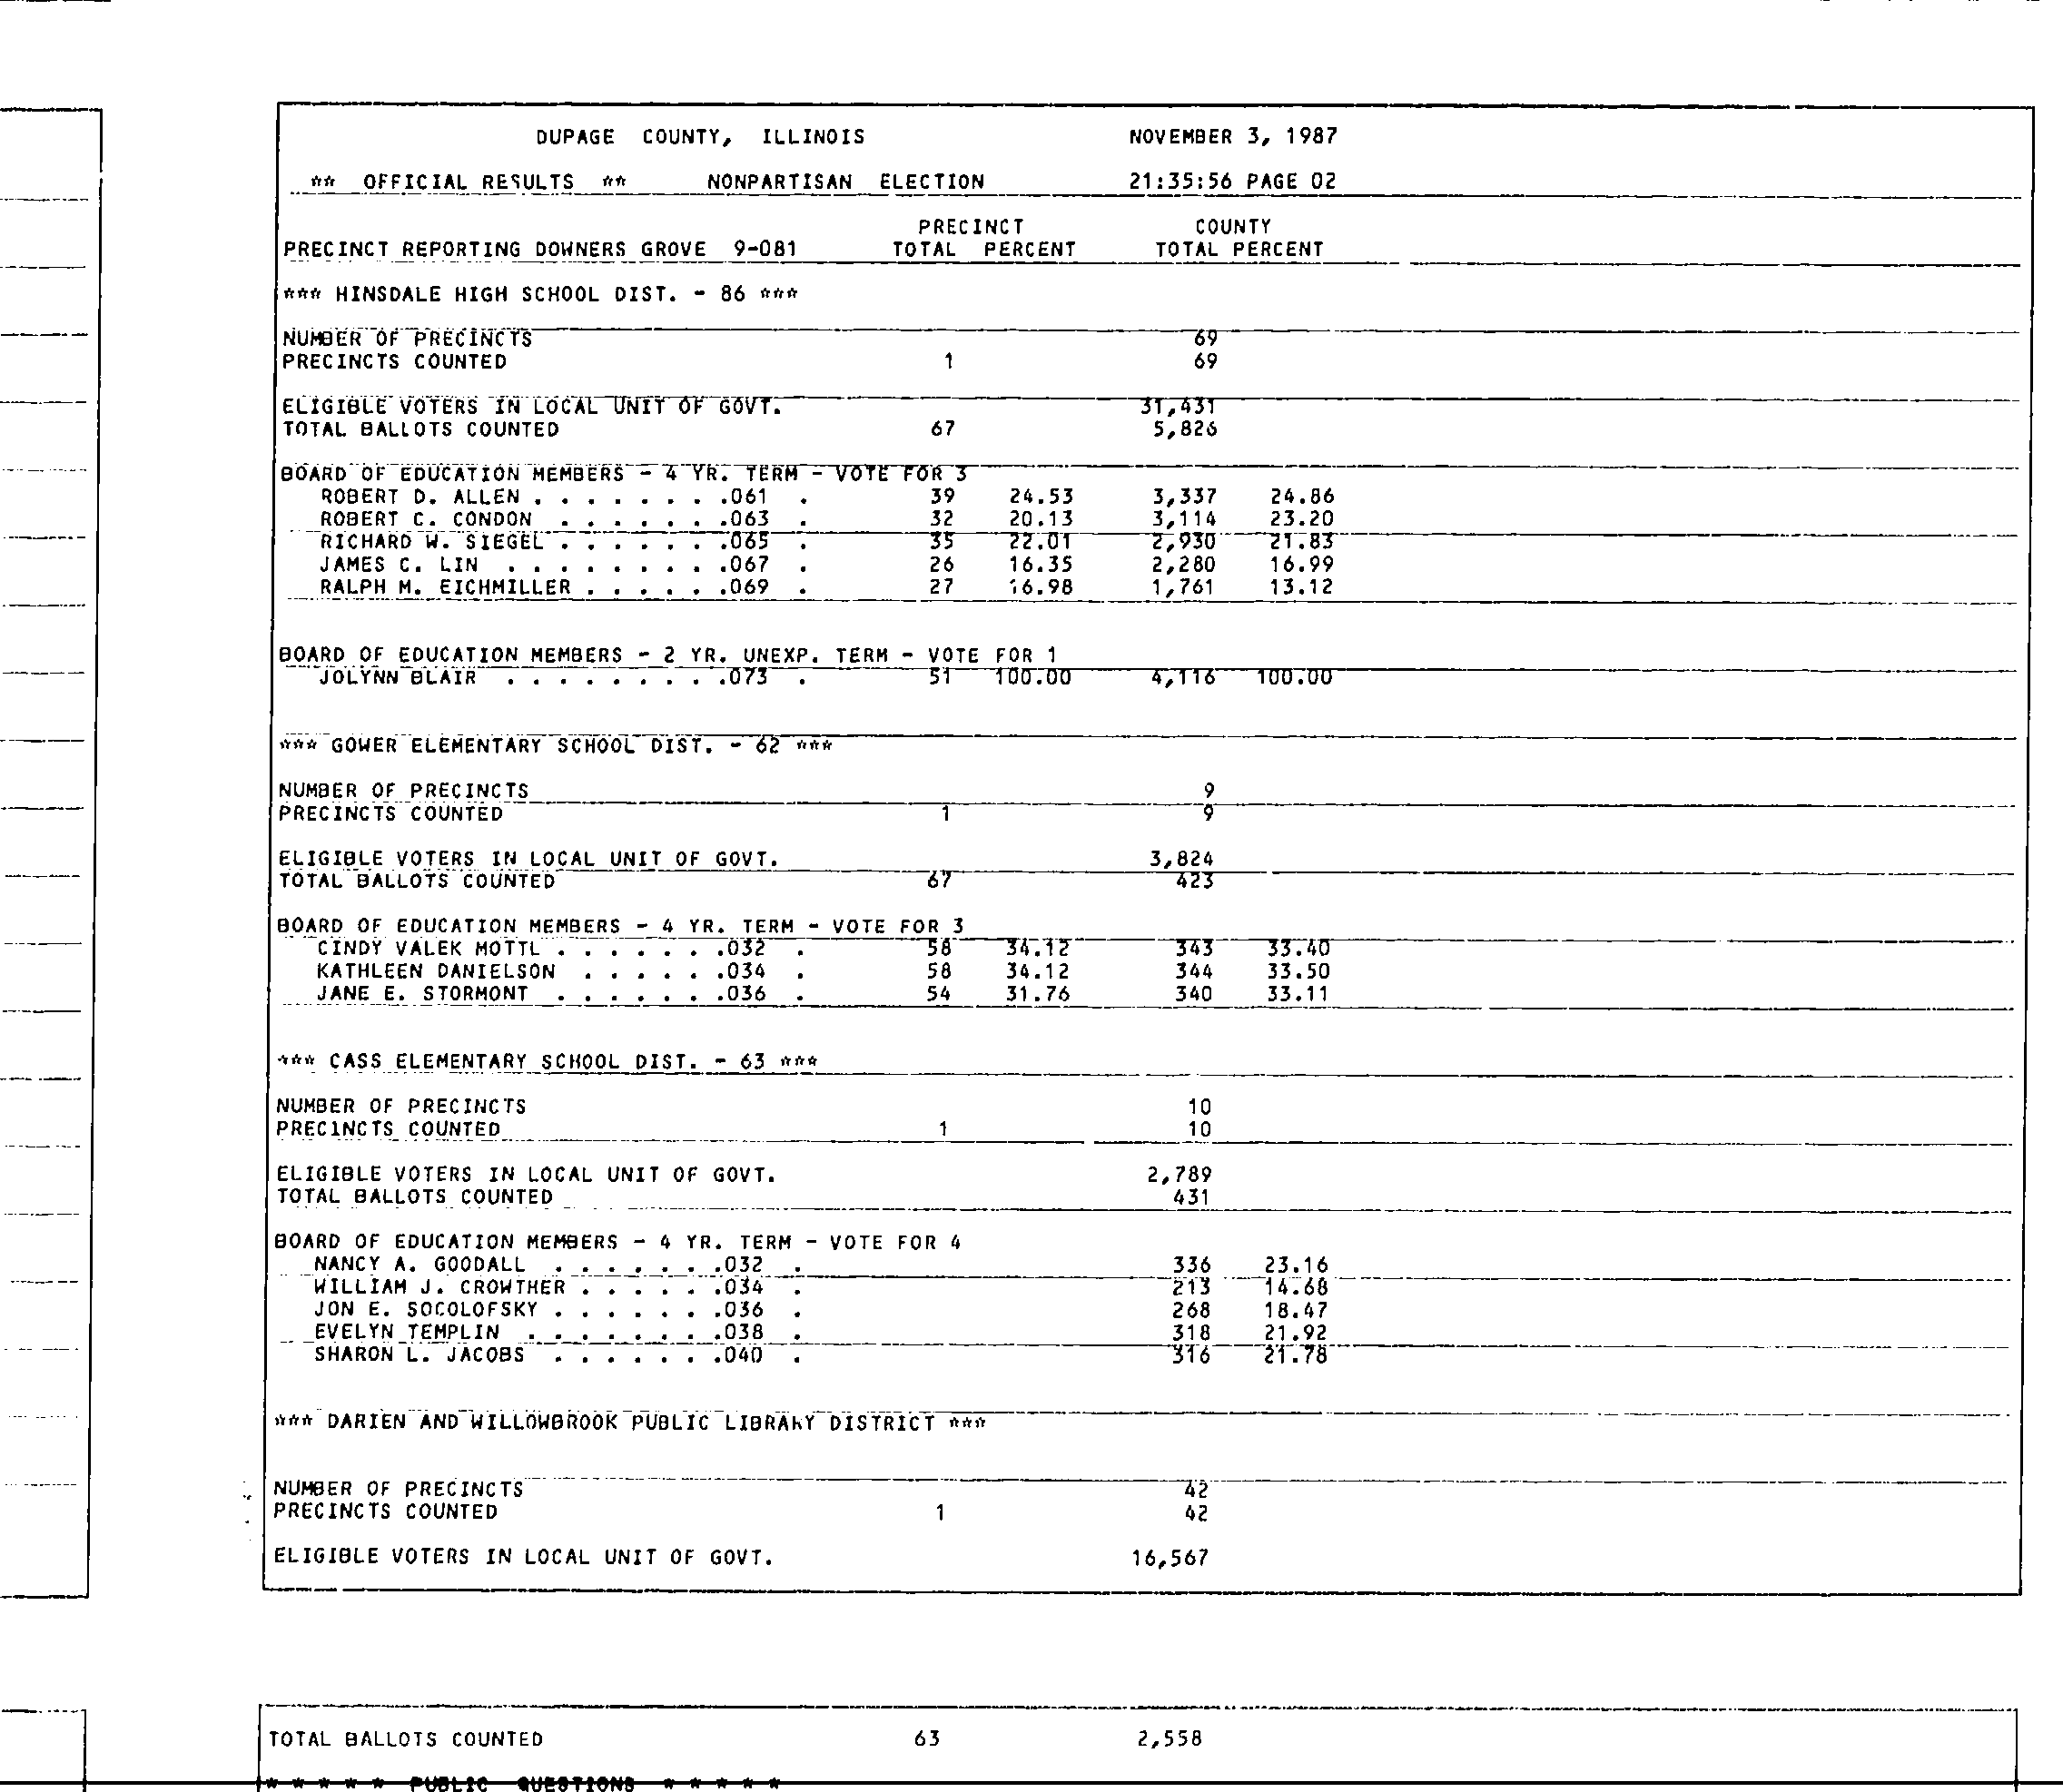 DUPAGE COUNTY, ILLINOIS NOVEMBER 3, 1987
** OFFICIAL RESULTS ** NONPARTISAN ELECTION 21:35:56 PAGE 02
PRECINCT COUNTY
PRECINCT REPORTING DOWNERS GROVE 9-081 TOTAL PERCENT TOTAL PERCENT
*** HINSDALE HIGH SCHOOL DIST. - 86 ***
NUMBER OF PRECINCTS 69
PRECINCTS COUNTED 1 69
ELIGIBLE VOTERS IN LOCAL UNIT OF GOVT. 31,431
TOTAL BALLOTS COUNTED 67 5,826
BOARD OF EDUCATION MEMBERS - 4 YR. TERM - VOTE FOR 3
ROBERT D. ALLEN . . . . . . . .061 . 39 24.53 3,337 24.86
ROBERT C. CONDON . . . . . . .063 . 32 20.13 3,114 23.20
RICHARD W. SIEGEL . . . . . . .065 . 35 22.01 2,930 21.83
JAMES C. LIN . . . . . . . . .067 . 26 16.35 2,280 16.99
RALPH M. EICHMILLER . . . . . .069 . 27 16.98 1,761 13.12
BOARD OF EDUCATION MEMBERS - 2 YR. UNEXP. TERM - VOTE FOR 1
JOLYNN BLAIR . . . . . . . . .073 . 51 100.00 4,116 100.00
*** GOWER ELEMENTARY SCHOOL DIST. - 62 ***
NUMBER OF PRECINCTS 9
PRECINCTS COUNTED 1 9
ELIGIBLE VOTERS IN LOCAL UNIT OF GOVT. 3,824
TOTAL BALLOTS COUNTED 67 423
BOARD OF EDUCATION MEMBERS - 4 YR. TERM - VOTE FOR 3
CINDY VALEK MOTTL . . . . . . .032 . 58 34.12 343 33.40
KATHLEEN DANIELSON . . . . . .034 . 58 34.12 344 33.50
JANE E. STORMONT . . . . . . .036 . 54 31.76 340 33.11
*** CASS ELEMENTARY SCHOOL DIST. - 63 ***
NUMBER OF PRECINCTS 10
PRECINCTS COUNTED 1 10
ELIGIBLE VOTERS IN LOCAL UNIT OF GOVT. 2,789
TOTAL BALLOTS COUNTED 431
BOARD OF EDUCATION MEMBERS - 4 YR. TERM - VOTE FOR 4
NANCY A. GOODALL . . . . . . .032 . 336 23.16
WILLIAM J. CROWTHER . . . . . .034 . 213 14.68
JON E. SOCOLOFSKY . . . . . . .036 . 268 18.47
EVELYN TEMPLIN . . . . . . . .038 . 318 21.92
SHARON L. JACOBS . . . . . . .040 . 316 21.78
*** DARIEN AND WILLOWBROOK PUBLIC LIBRARY DISTRICT ***
NUMBER OF PRECINCTS 42
PRECINCTS COUNTED 1 42
ELIGIBLE VOTERS IN LOCAL UNIT OF GOVT. 16,567
TOTAL BALLOTS COUNTED 63 2,558
* * * * * PUBLIC QUESTIONS * * * * *